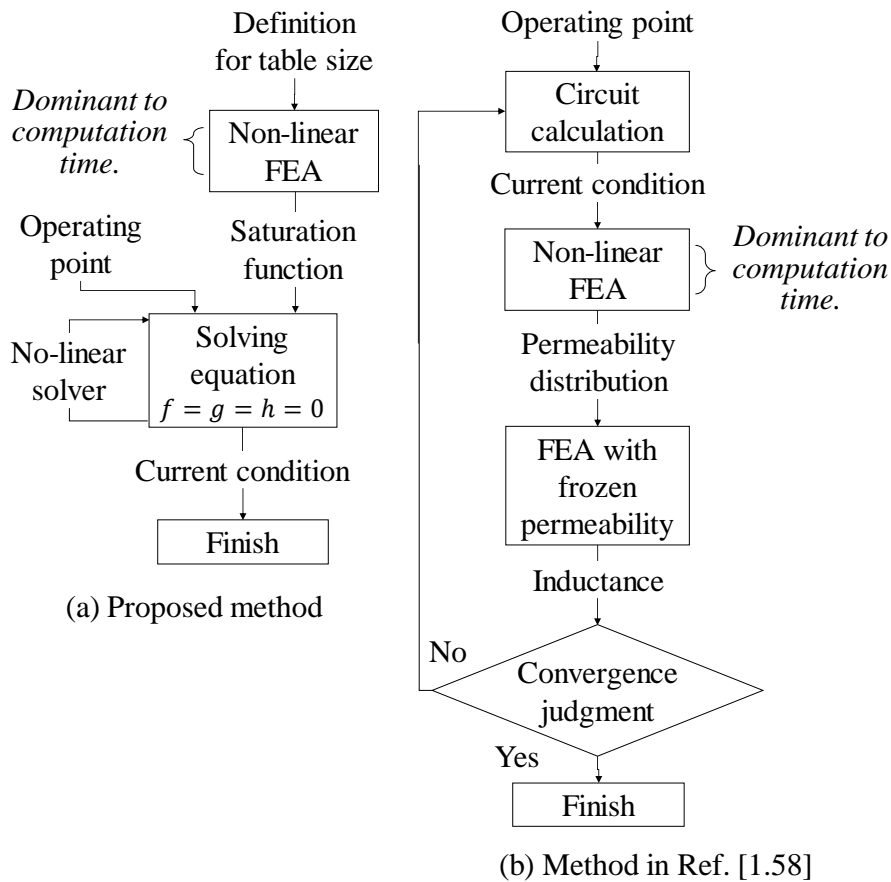 Definition
for table size
Dominant to
computation
time.
Non-linear
FEA
Operating
point
Saturation
function
No-linear
solver
Solving
equation
f = g = h = 0
Current condition
Finish
(a) Proposed method
Operating point
Circuit
calculation
Current condition
Non-linear
FEA
Dominant to
computation
time.
Permeability
distribution
FEA with
frozen
permeability
Inductance
No
Convergence
judgment
Yes
Finish
(b) Method in Ref. [1.58]